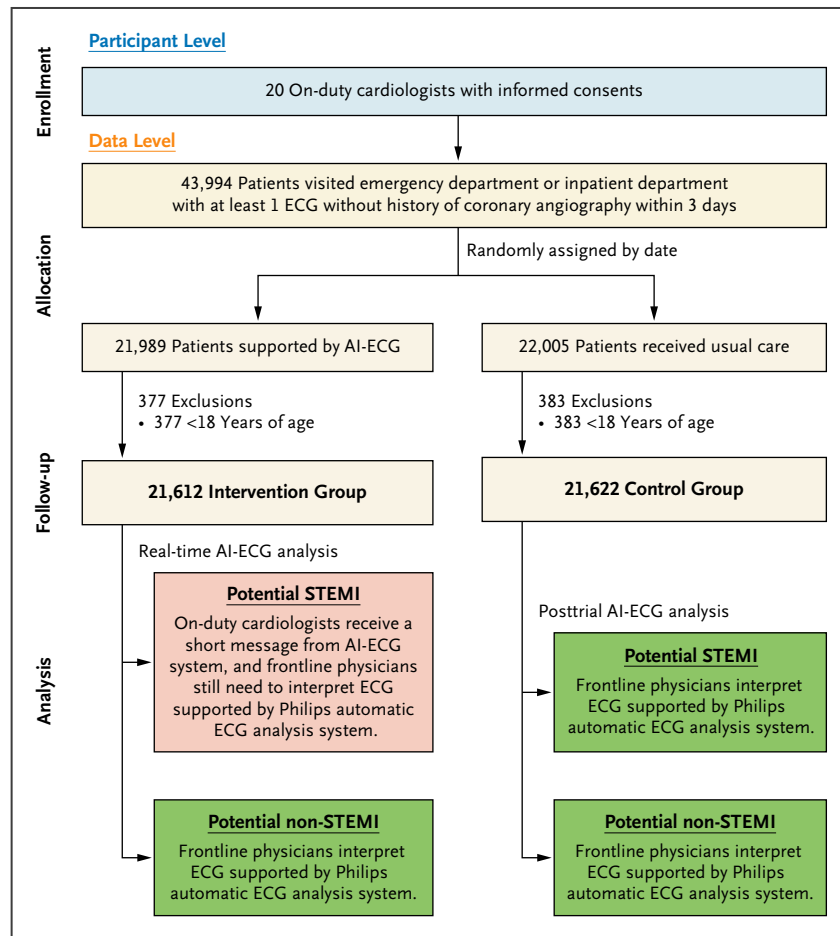 Participant Level
Enrollment
20 On-duty cardiologists with informed consents
Data Level
43,994 Patients visited emergency department or inpatient department
with at least 1 ECG without history of coronary angiography within 3 days
Allocation
Randomly assigned by date
21,989 Patients supported by AI-ECG
22,005 Patients received usual care
377 Exclusions
• 377 <18 Years of age
383 Exclusions
• 383 <18 Years of age
Follow-up
21,612 Intervention Group
21,622 Control Group
Analysis
Real-time AI-ECG analysis
Potential STEMI
On-duty cardiologists receive a
short message from AI-ECG
system, and frontline physicians
still need to interpret ECG
supported by Philips automatic
ECG analysis system.
Posttrial AI-ECG analysis
Potential STEMI
Frontline physicians interpret
ECG supported by Philips
automatic ECG analysis system.
Potential non-STEMI
Frontline physicians interpret
ECG supported by Philips
automatic ECG analysis system.
Potential non-STEMI
Frontline physicians interpret
ECG supported by Philips
automatic ECG analysis system.